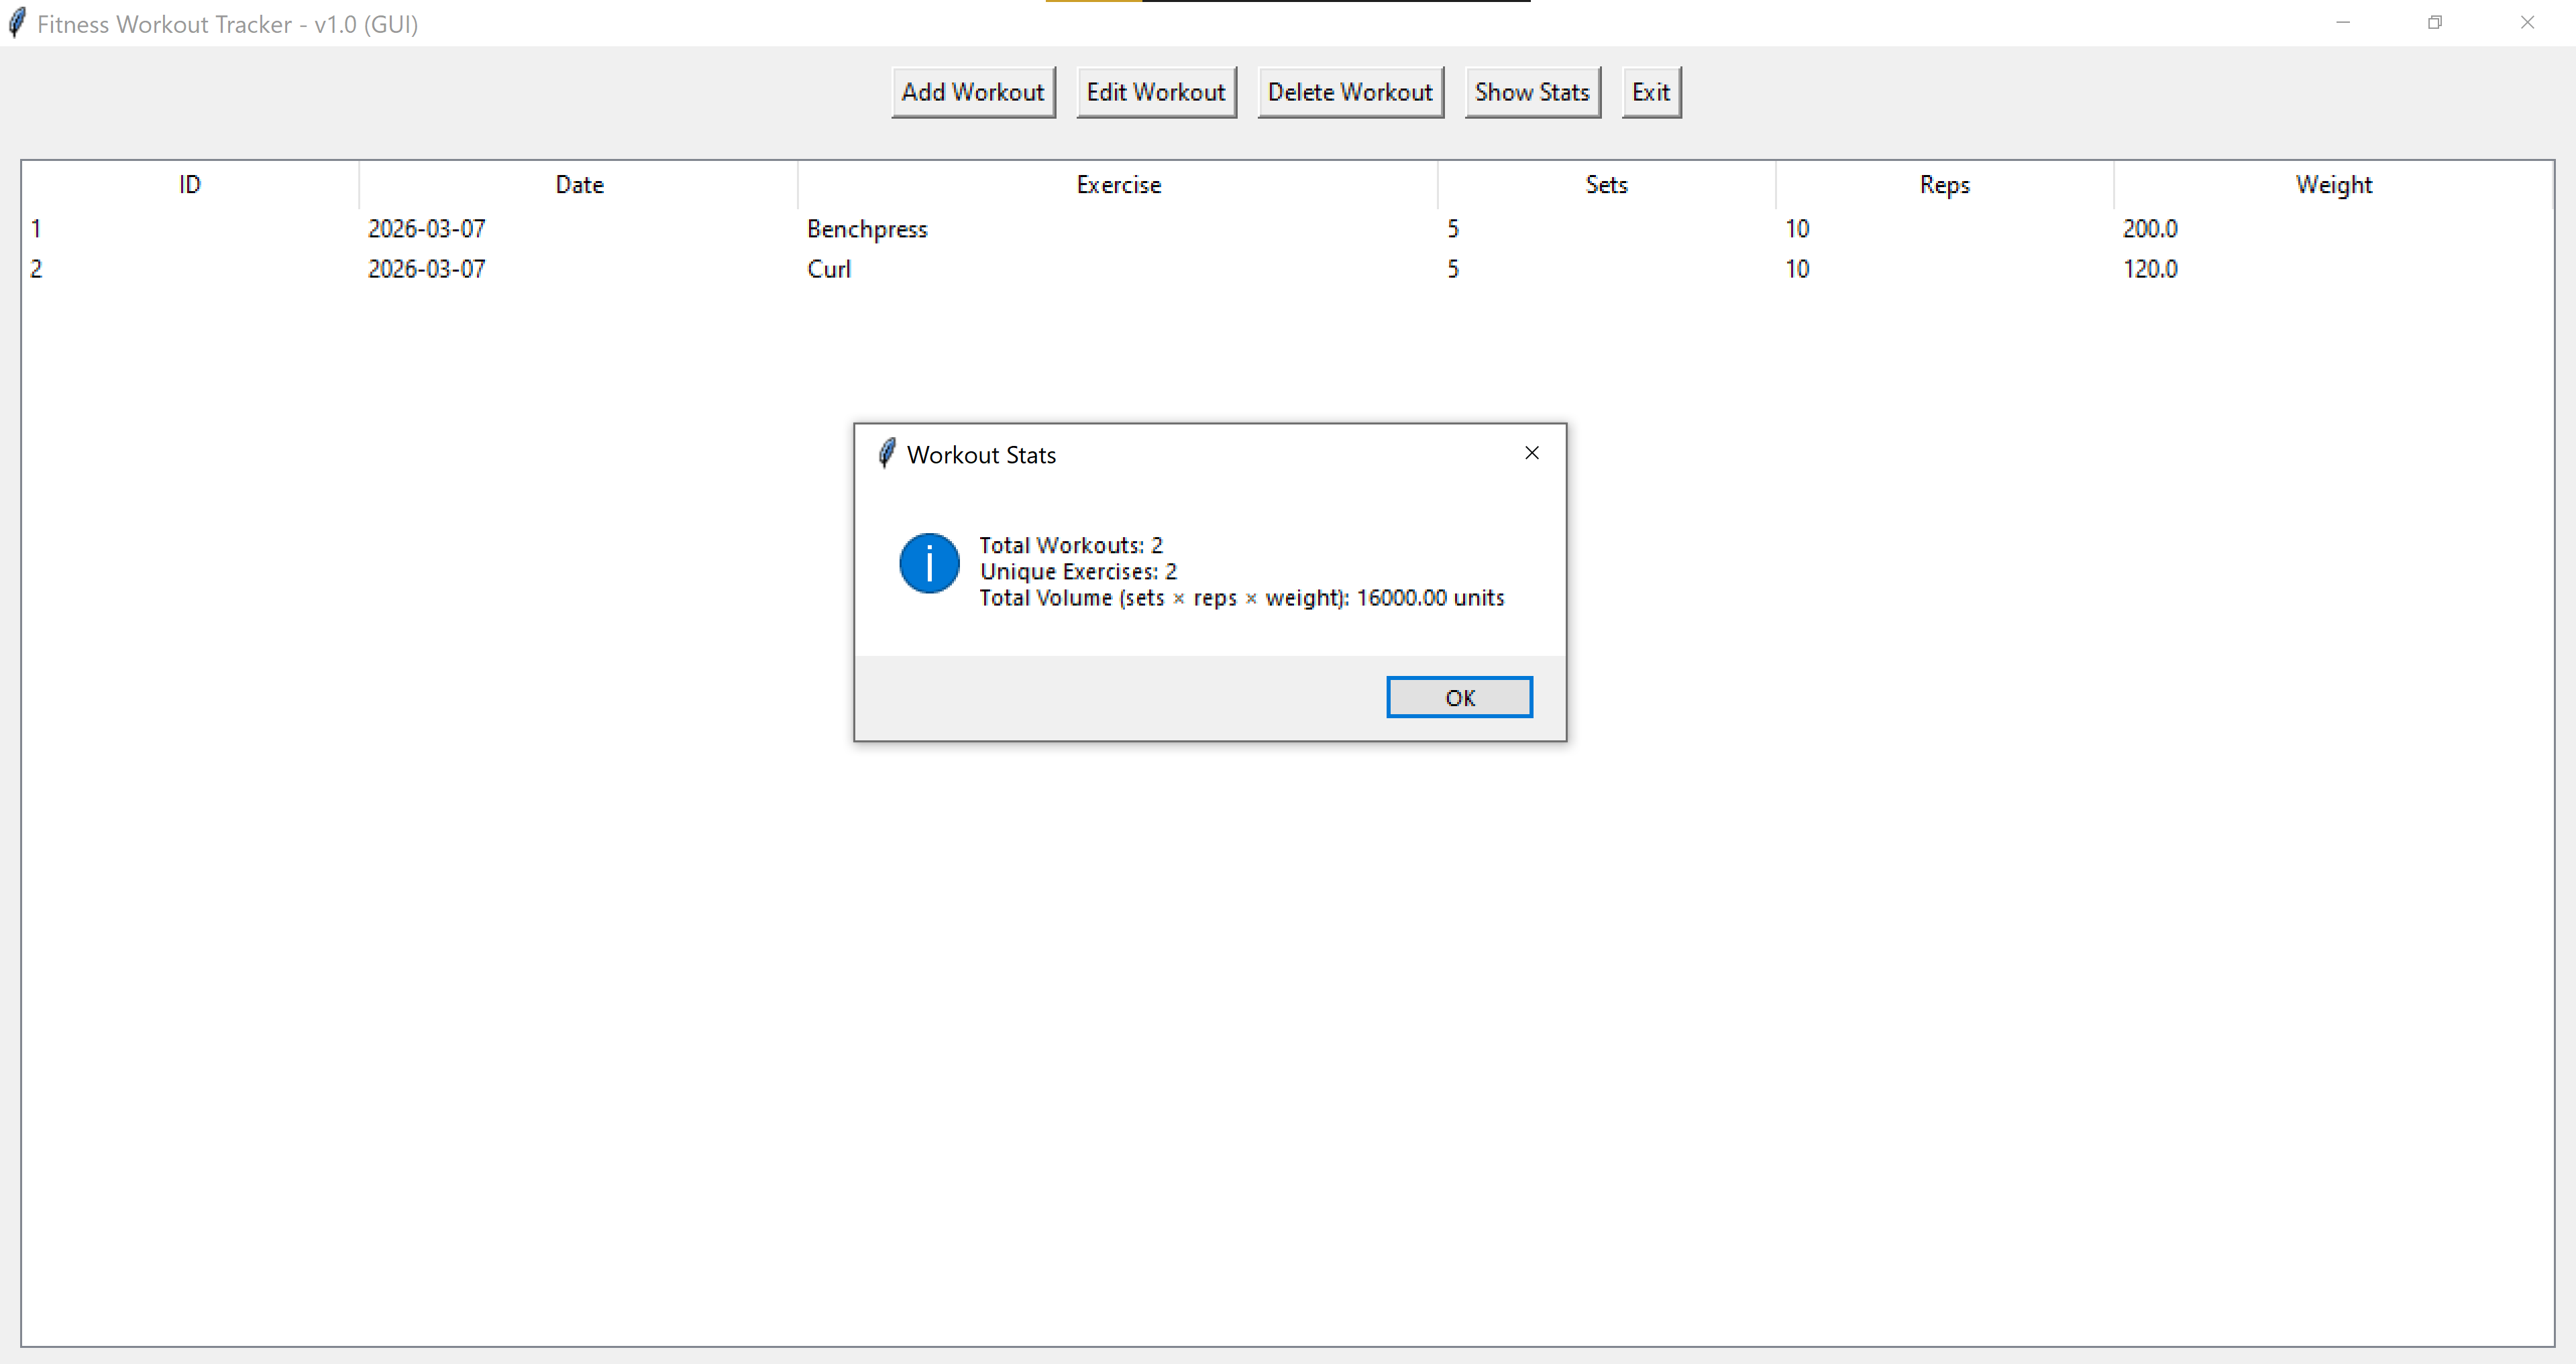 Fitness Workout Tracker - v1.0 (GUI)
Add Workout Edit Workout Delete Workout Show Stats Exit
ID Date Exercise Sets Reps Weight
1 2026-03-07 Benchpress 5 10 200.0
2 2026-03-07 Curl 5 10 120.0
Workout Stats
Total Workouts: 2
Unique Exercises: 2
Total Volume (sets × reps × weight): 16000.00 units
OK